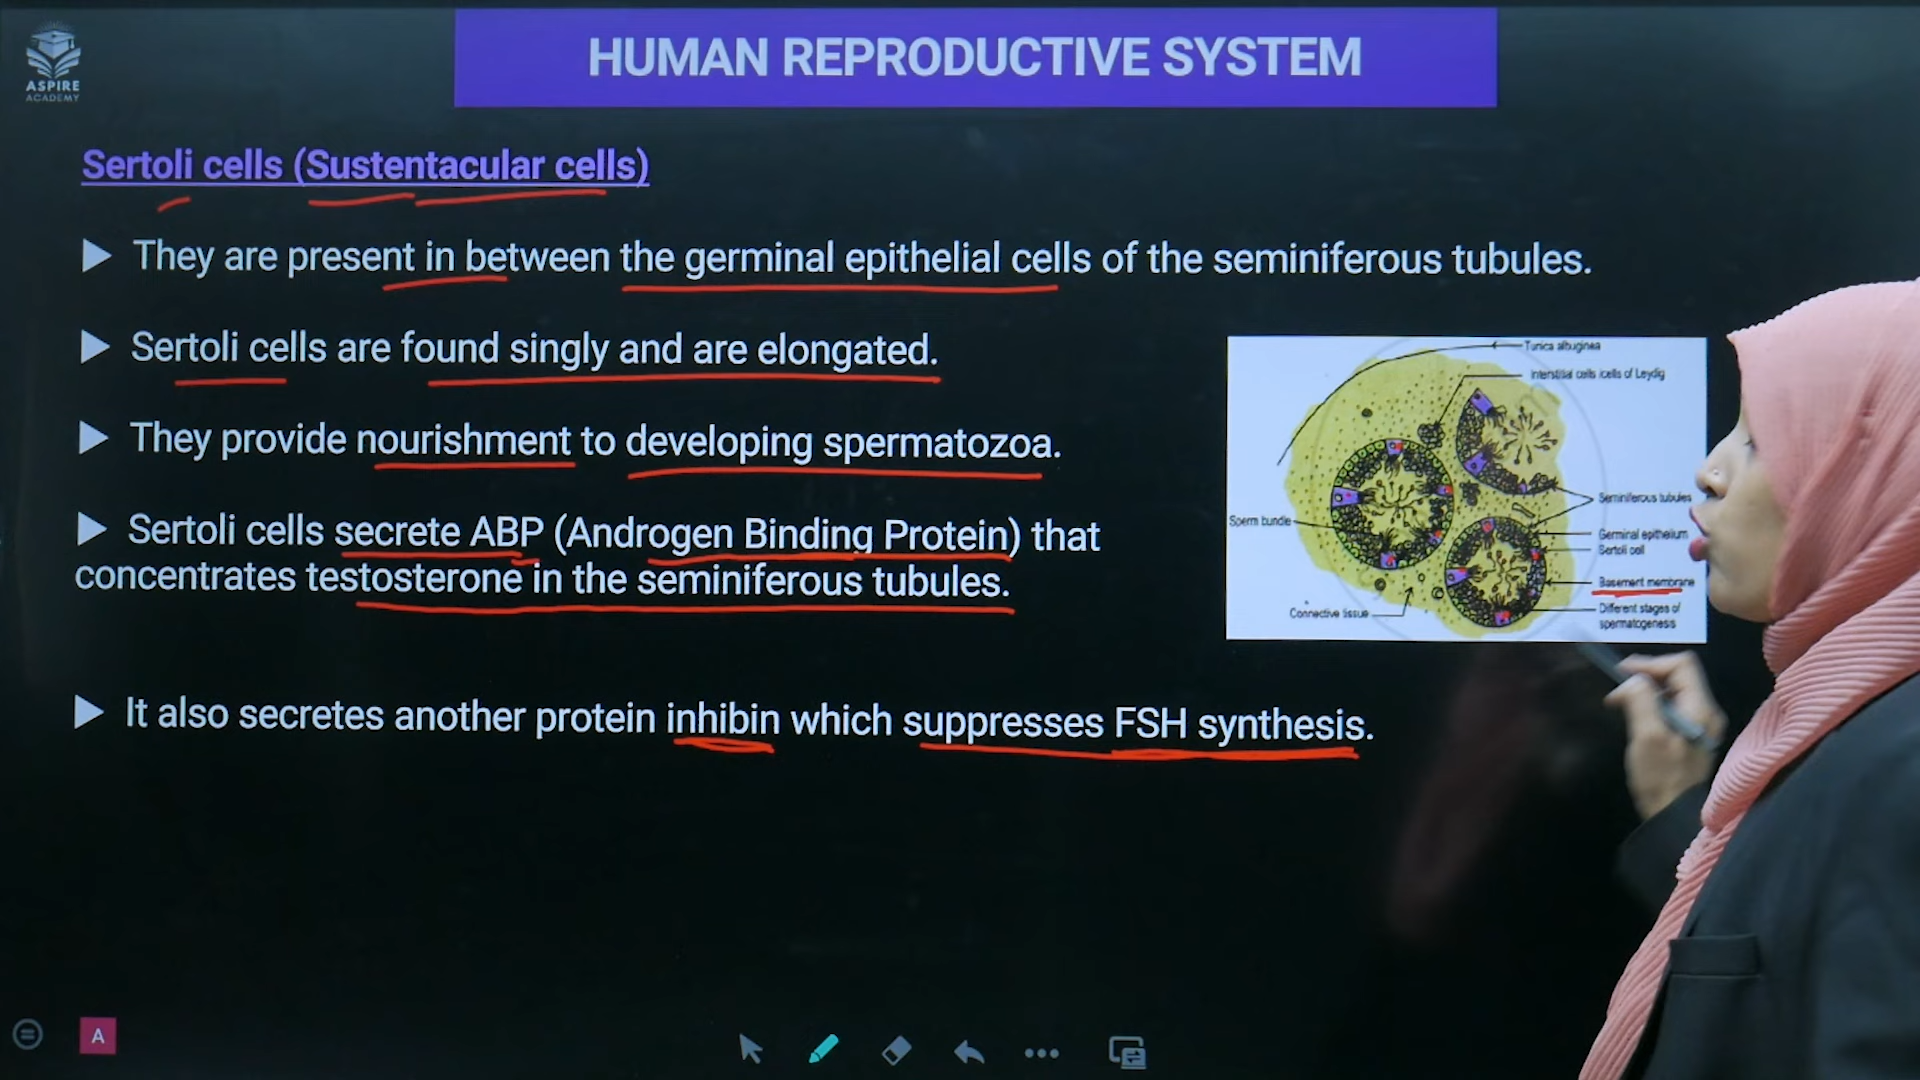 ASPIRE
ACADEMY
HUMAN REPRODUCTIVE SYSTEM
Sertoli cells (Sustentacular cells)
They are present in between the germinal epithelial cells of the seminiferous tubules.
Sertoli cells are found singly and are elongated.
They provide nourishment to developing spermatozoa.
Sertoli cells secrete ABP (Androgen Binding Protein) that
concentrates testosterone in the seminiferous tubules.
It also secretes another protein inhibin which suppresses FSH synthesis.
Tunica albuginea
Interstitial cells /cells of Leydig
Seminiferous tubules
Sperm bundle
Germinal epithelium
Sertoli cell
Basement membrane
Connective tissue
Different stages of
spermatogenesis
A